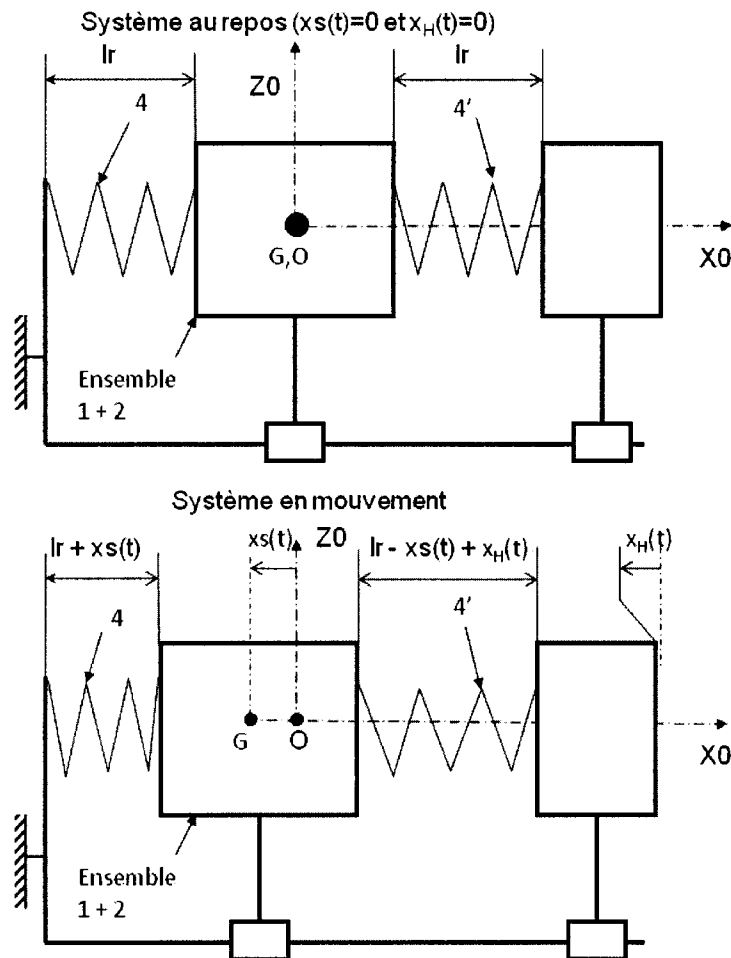 Système au repos (xs(t)=0 et x_H(t)=0)
lr
lr
Z0
4
4'
G,O
X0
Ensemble
1 + 2
Système en mouvement
lr + xs(t)
xs(t)
Z0
lr - xs(t) + x_H(t)
x_H(t)
4
4'
G
O
X0
Ensemble
1 + 2